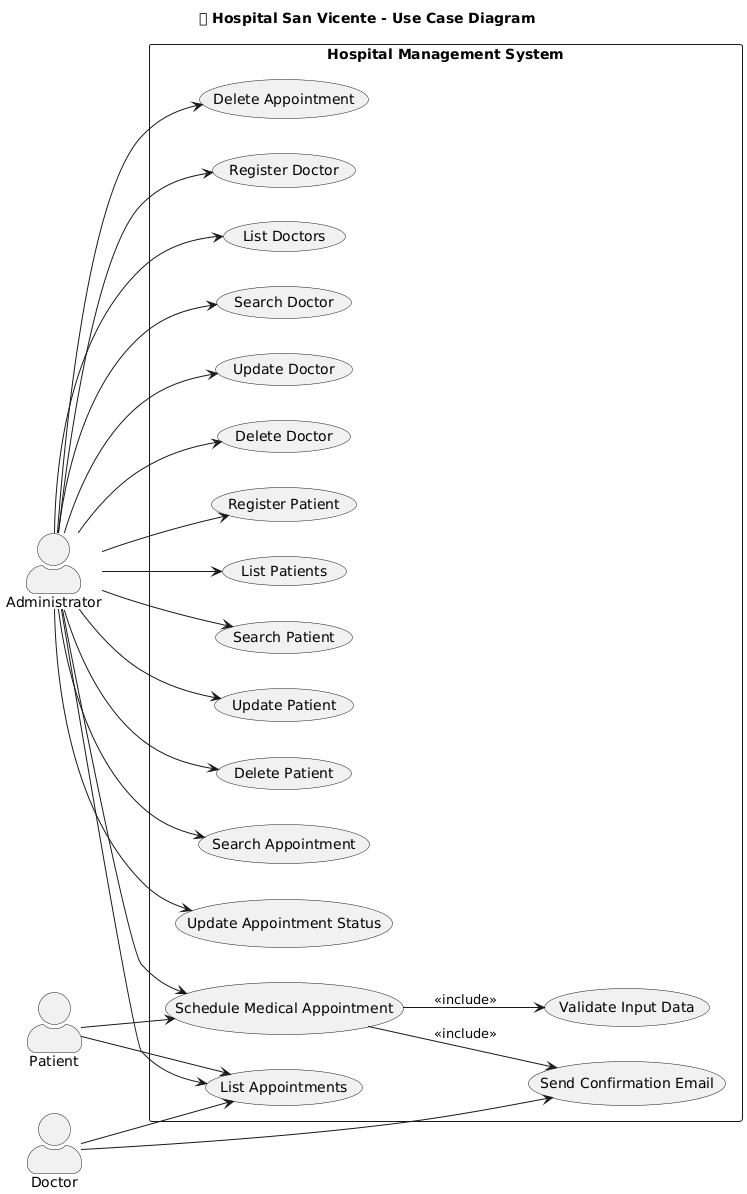 Hospital San Vicente - Use Case Diagram
Hospital Management System
Delete Appointment
Register Doctor
List Doctors
Search Doctor
Update Doctor
Delete Doctor
Register Patient
List Patients
Administrator
Search Patient
Update Patient
Delete Patient
Search Appointment
Update Appointment Status
«include»
Schedule Medical Appointment
Validate Input Data
«include»
Patient
List Appointments
Send Confirmation Email
Doctor